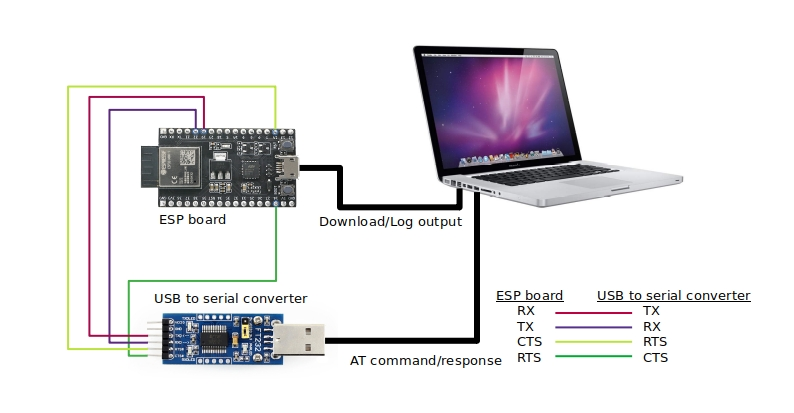 ESP board
Download/Log output
USB to serial converter
FT232
AT command/response
ESP board USB to serial converter
RX TX
TX RX
CTS RTS
RTS CTS